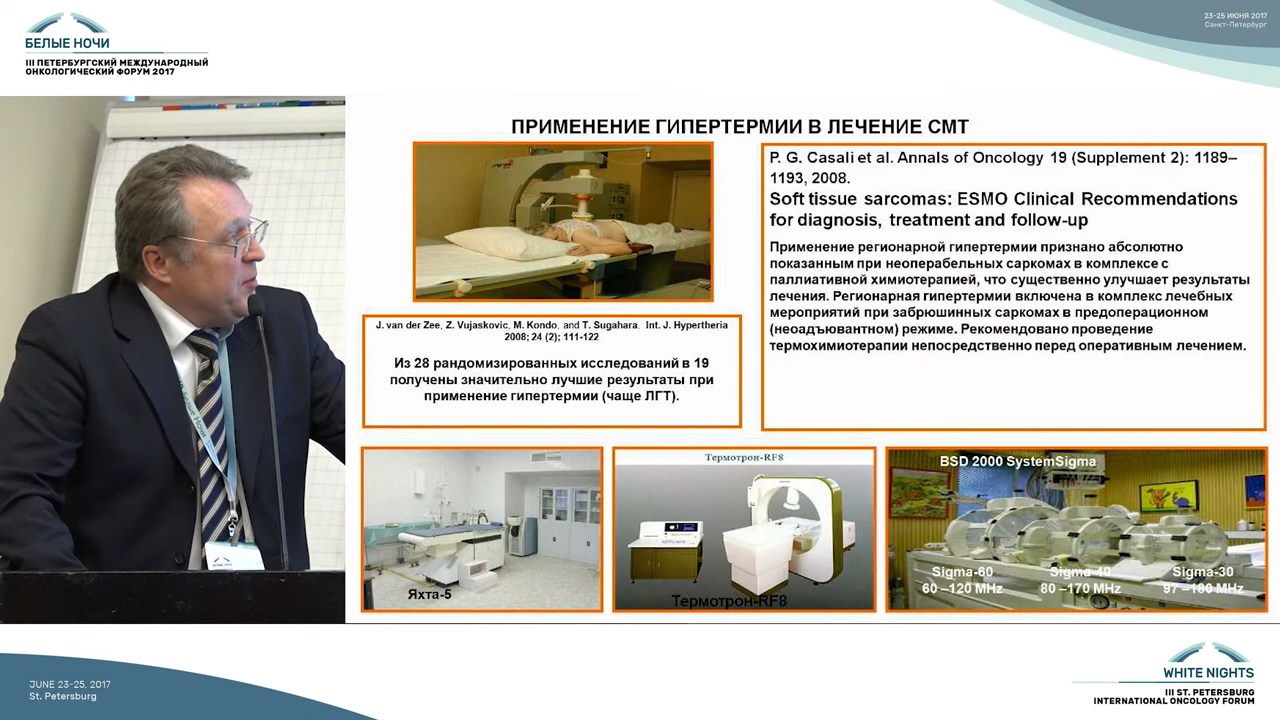 БЕЛЫЕ НОЧИ
III ПЕТЕРБУРГСКИЙ МЕЖДУНАРОДНЫЙ
ОНКОЛОГИЧЕСКИЙ ФОРУМ 2017
23-25 ИЮНЯ 2017
Санкт-Петербург
ПРИМЕНЕНИЕ ГИПЕРТЕРМИИ В ЛЕЧЕНИЕ СМТ
P. G. Casali et al. Annals of Oncology 19 (Supplement 2): 1189–
1193, 2008.
Soft tissue sarcomas: ESMO Clinical Recommendations
for diagnosis, treatment and follow-up
Применение регионарной гипертермии признано абсолютно
показанным при неоперабельных саркомах в комплексе с
паллиативной химиотерапией, что существенно улучшает результаты
лечения. Регионарная гипертермии включена в комплекс лечебных
мероприятий при забрюшинных саркомах в предоперационном
(неоадъювантном) режиме. Рекомендовано проведение
термохимиотерапии непосредственно перед оперативным лечением.
J. van der Zee, Z. Vujaskovic, M. Kondo, and T. Sugahara. Int. J. Hypertheria
2008; 24 (2); 111-122
Из 28 рандомизированных исследований в 19
получены значительно лучшие результаты при
применение гипертермии (чаще ЛГТ).
Яхта-5
Термотрон-RF8
Термотрон-RF8
BSD 2000 SystemSigma
Sigma-60 Sigma-40 Sigma-30
60 –120 MHz 80 –170 MHz 97 –180 MHz
Белые Ночи
JUNE 23-25, 2017
St. Petersburg
WHITE NIGHTS
III ST. PETERSBURG
INTERNATIONAL ONCOLOGY FORUM